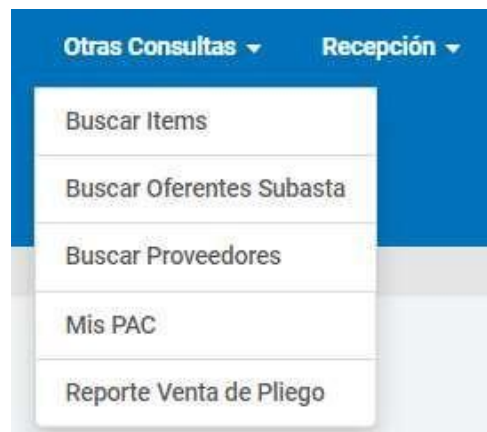 Otras Consultas Recepción
Buscar Items
Buscar Oferentes Subasta
Buscar Proveedores
Mis PAC
Reporte Venta de Pliego